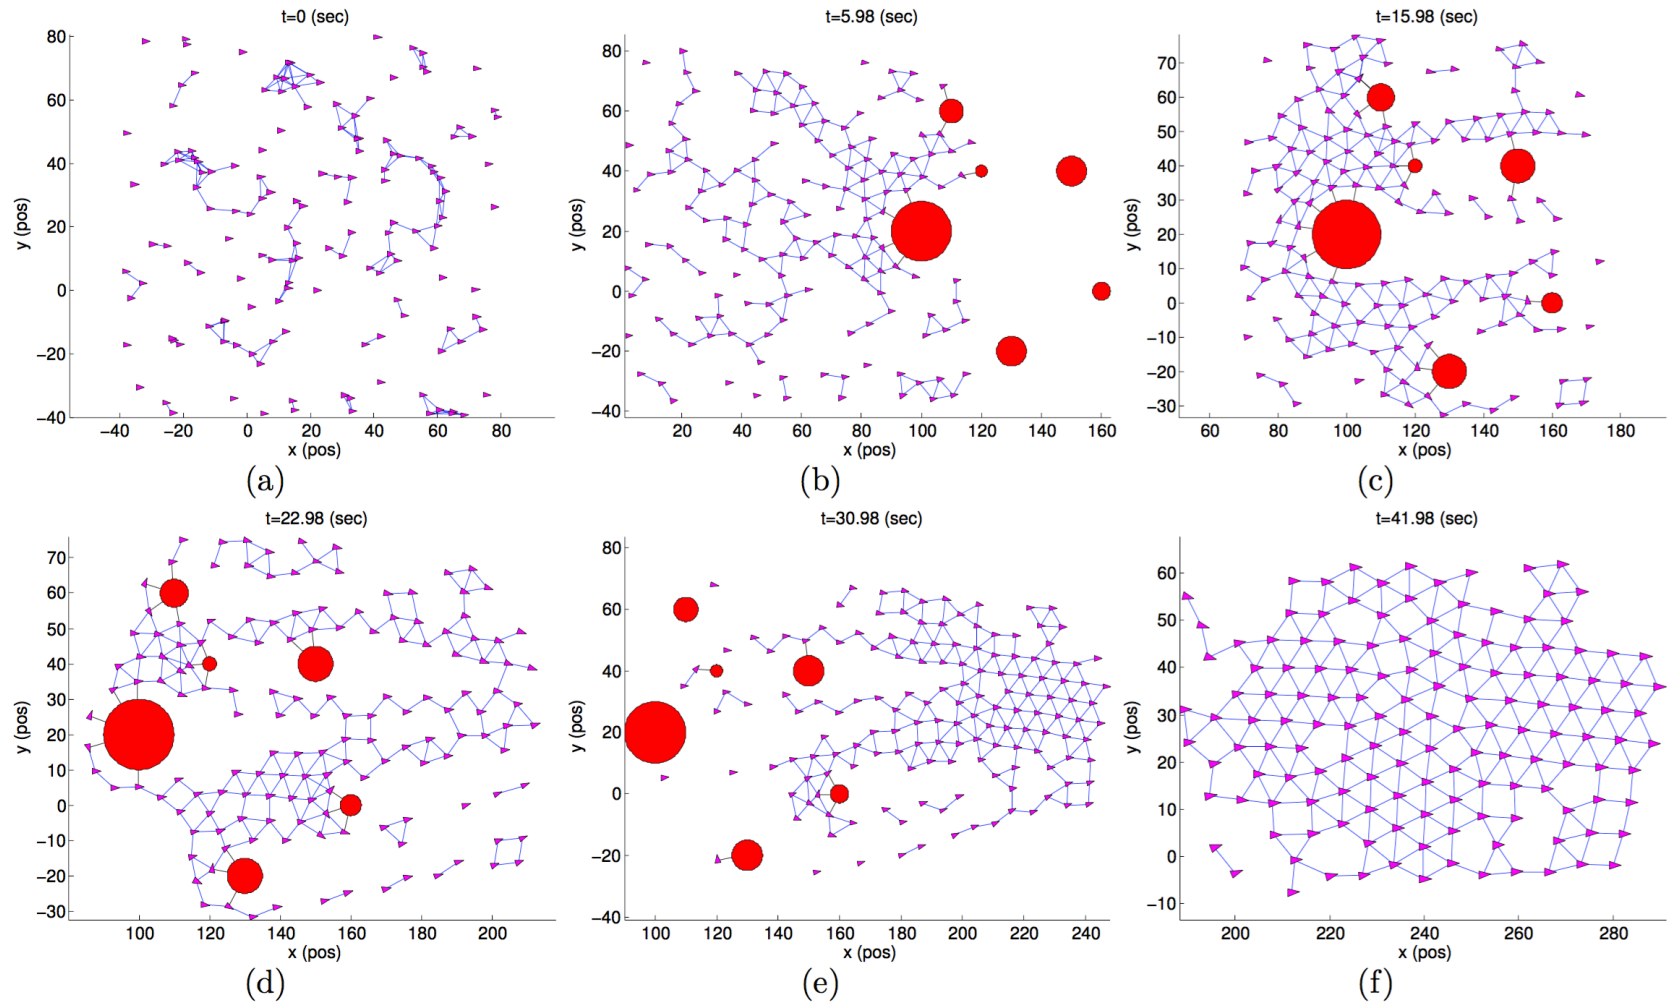 t=0 (sec)
80
60
40
20
0
−20
−40
y (pos)
−40 −20 0 20 40 60 80
x (pos)
(a)
t=5.98 (sec)
80
60
40
20
0
−20
−40
y (pos)
20 40 60 80 100 120 140 160
x (pos)
(b)
t=15.98 (sec)
70
60
50
40
30
20
10
0
−10
−20
−30
y (pos)
60 80 100 120 140 160 180
x (pos)
(c)
t=22.98 (sec)
70
60
50
40
30
20
10
0
−10
−20
−30
y (pos)
100 120 140 160 180 200
x (pos)
(d)
t=30.98 (sec)
80
60
40
20
0
−20
−40
y (pos)
100 120 140 160 180 200 220 240
x (pos)
(e)
t=41.98 (sec)
60
50
40
30
20
10
0
−10
y (pos)
200 220 240 260 280
x (pos)
(f)